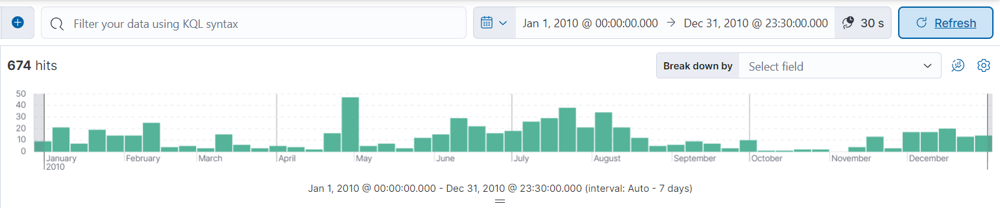 Filter your data using KQL syntax
Jan 1, 2010 @ 00:00:00.000 → Dec 31, 2010 @ 23:30:00.000
30 s
Refresh
674 hits
Break down by
Select field
50
40
30
20
10
0
January February March April May June July August September October November December
2010
Jan 1, 2010 @ 00:00:00.000 - Dec 31, 2010 @ 23:30:00.000 (interval: Auto - 7 days)